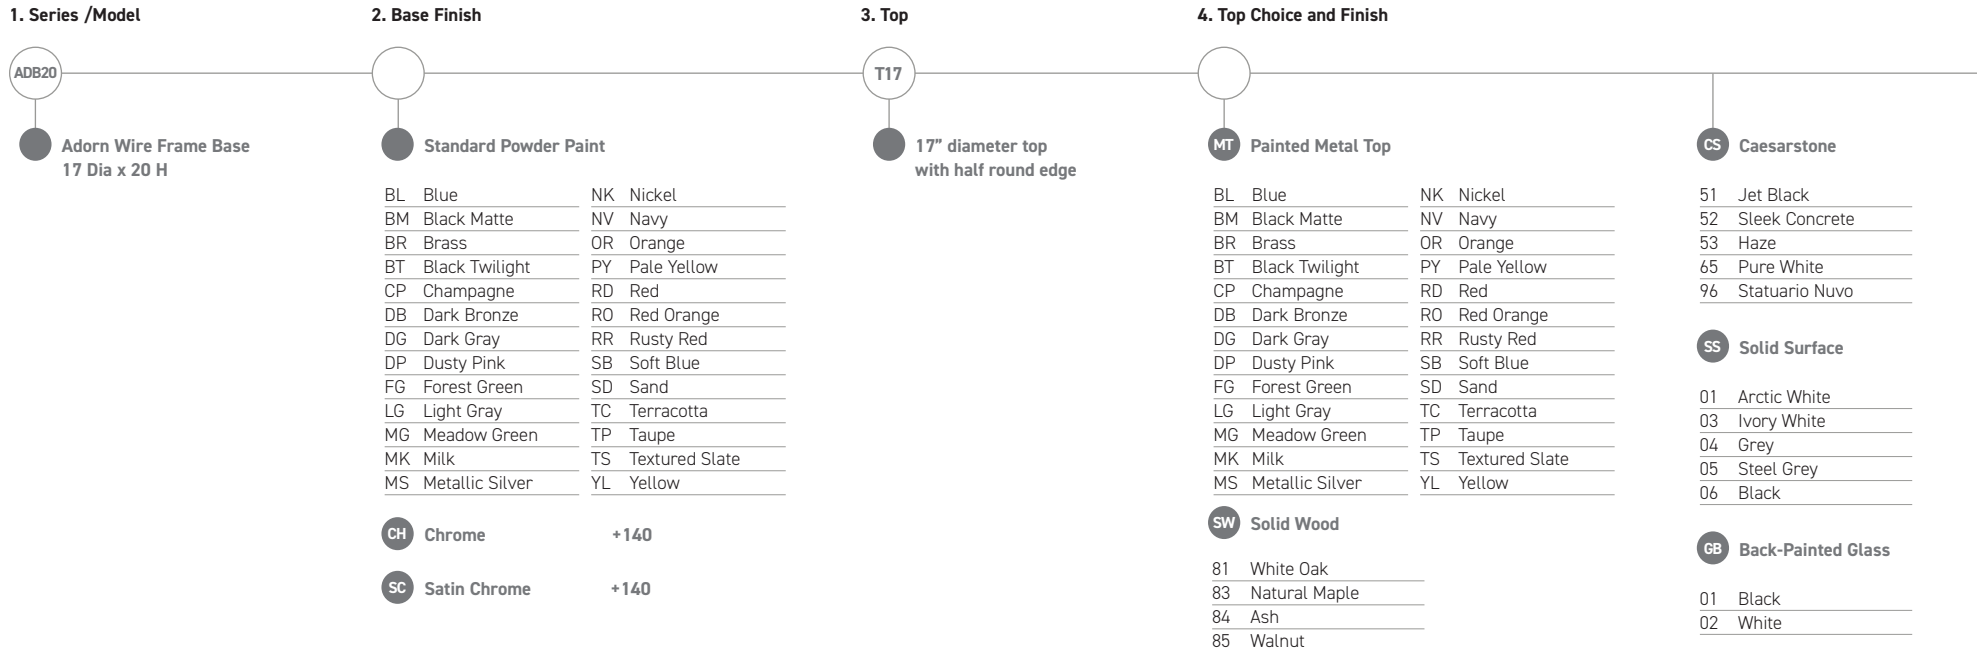 1. Series /Model
ADB20
Adorn Wire Frame Base
17 Dia x 20 H
2. Base Finish
Standard Powder Paint
BL Blue
BM Black Matte
BR Brass
BT Black Twilight
CP Champagne
DB Dark Bronze
DG Dark Gray
DP Dusty Pink
FG Forest Green
LG Light Gray
MG Meadow Green
MK Milk
MS Metallic Silver
NK Nickel
NV Navy
OR Orange
PY Pale Yellow
RD Red
RO Red Orange
RR Rusty Red
SB Soft Blue
SD Sand
TC Terracotta
TP Taupe
TS Textured Slate
YL Yellow
CH Chrome +140
SC Satin Chrome +140
3. Top
T17
17” diameter top
with half round edge
4. Top Choice and Finish
MT Painted Metal Top
BL Blue
BM Black Matte
BR Brass
BT Black Twilight
CP Champagne
DB Dark Bronze
DG Dark Gray
DP Dusty Pink
FG Forest Green
LG Light Gray
MG Meadow Green
MK Milk
MS Metallic Silver
NK Nickel
NV Navy
OR Orange
PY Pale Yellow
RD Red
RO Red Orange
RR Rusty Red
SB Soft Blue
SD Sand
TC Terracotta
TP Taupe
TS Textured Slate
YL Yellow
SW Solid Wood
81 White Oak
83 Natural Maple
84 Ash
85 Walnut
CS Caesarstone
51 Jet Black
52 Sleek Concrete
53 Haze
65 Pure White
96 Statuario Nuvo
SS Solid Surface
01 Arctic White
03 Ivory White
04 Grey
05 Steel Grey
06 Black
GB Back-Painted Glass
01 Black
02 White